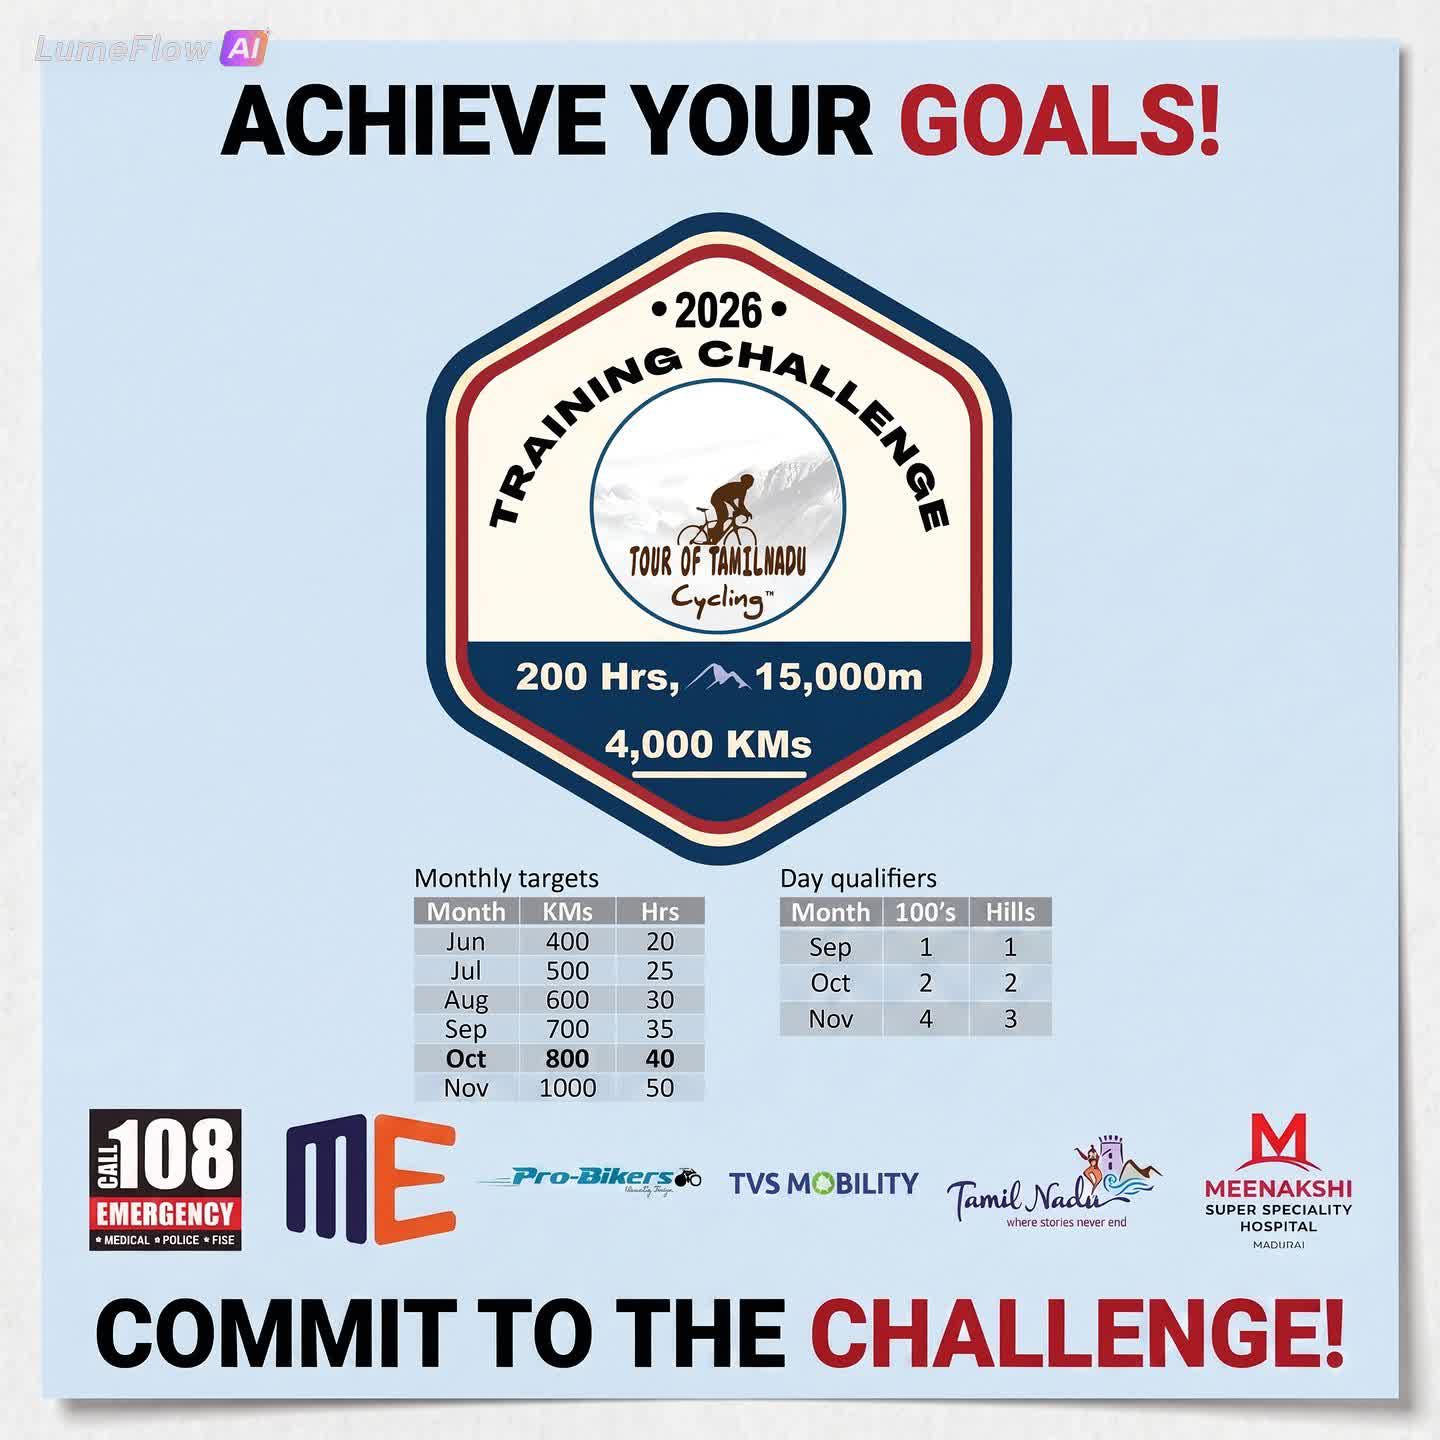 LumeFlow AI
ACHIEVE YOUR GOALS!
• 2026 •
TRAINING CHALLENGE
TOUR OF TAMILNADU
Cycling™
200 Hrs, 15,000m
4,000 KMs
Monthly targets
Month KMs Hrs
Jun 400 20
Jul 500 25
Aug 600 30
Sep 700 35
Oct 800 40
Nov 1000 50
Day qualifiers
Month 100's Hills
Sep 1 1
Oct 2 2
Nov 4 3
CALL 108
EMERGENCY
* MEDICAL * POLICE * FISE
ME
Pro-Bikers
TVS MOBILITY
Tamil Nadu
where stories never end
M
MEENAKSHI
SUPER SPECIALITY
HOSPITAL
MADURAI
COMMIT TO THE CHALLENGE!